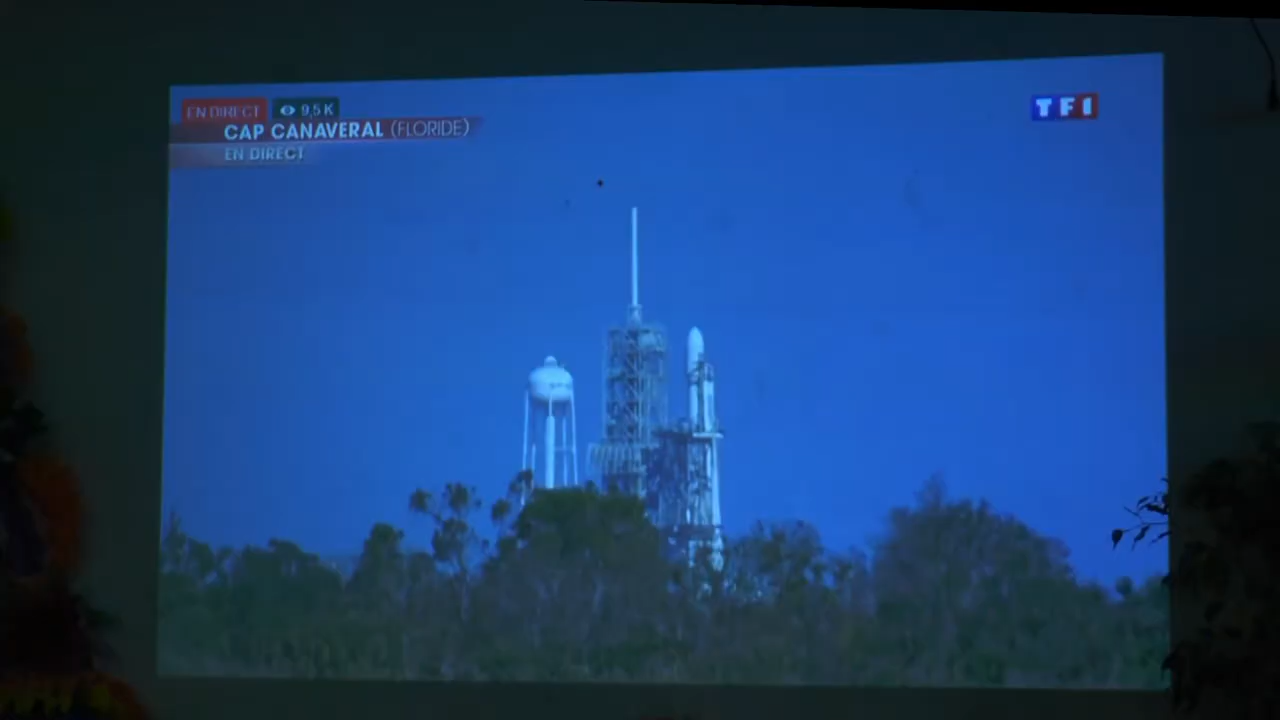 EN DIRECT 9,5 K
TF1
CAP CANAVERAL (FLORIDE)
EN DIRECT